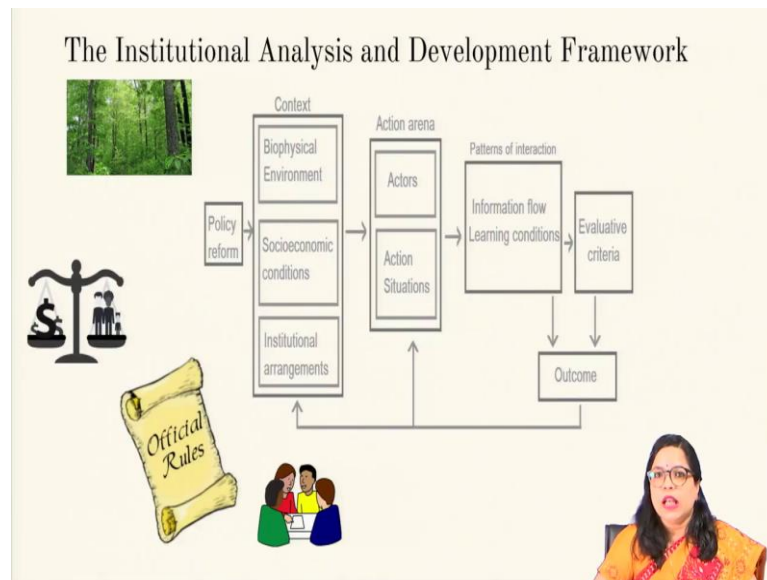 The Institutional Analysis and Development Framework
Context
Biophysical
Environment
Socioeconomic
conditions
Institutional
arrangements
Policy
reform
Action arena
Actors
Action
Situations
Patterns of interaction
Information flow
Learning conditions
Evaluative
criteria
Outcome
$
$
Official
Rules